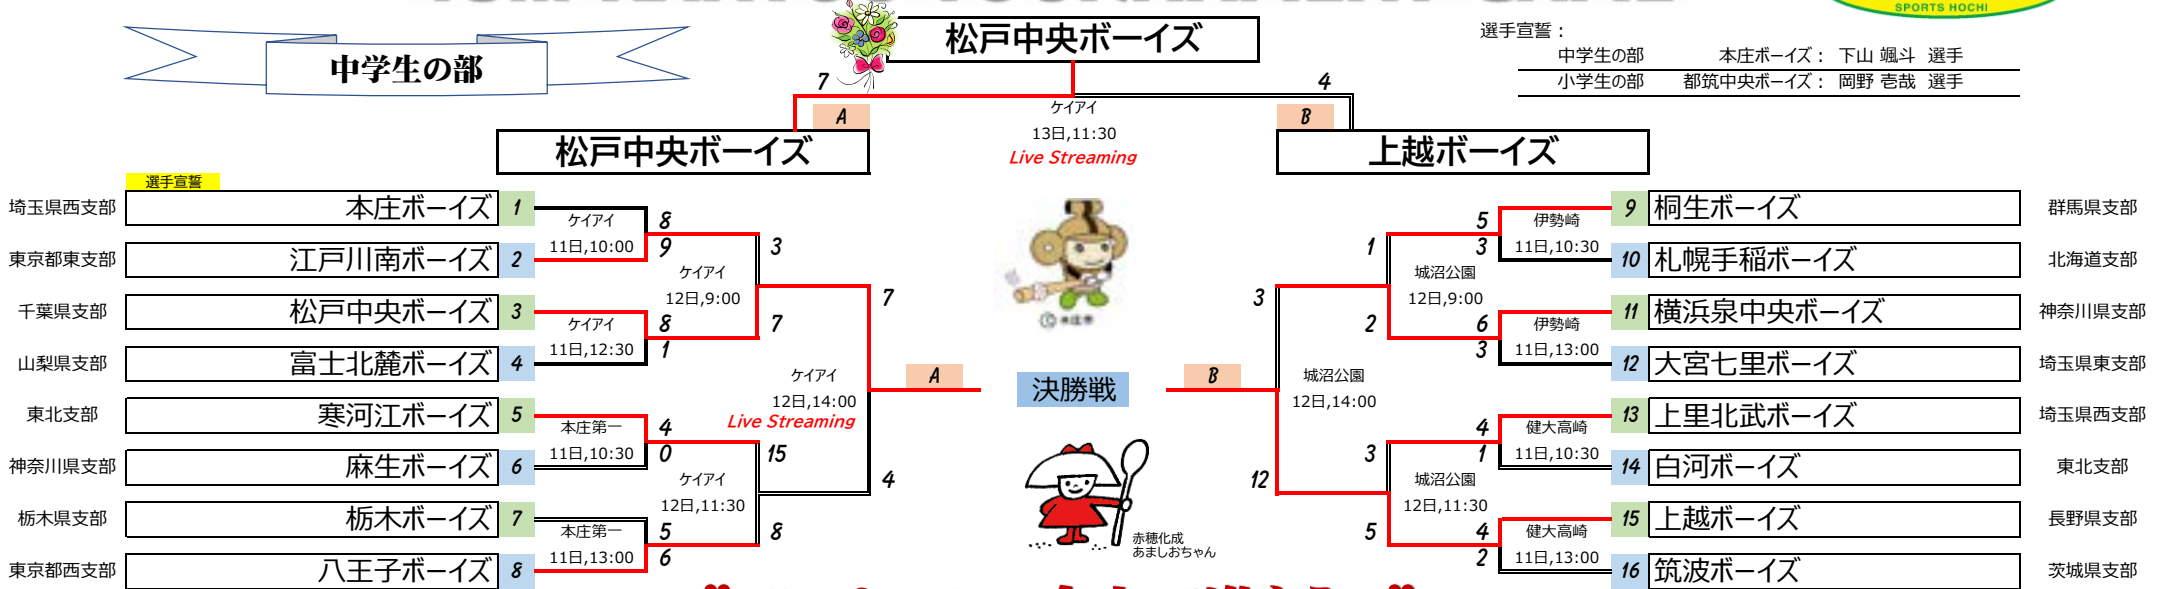 SPORTS HOCHI
中学生の部
松戸中央ボーイズ
選手宣誓：
中学生の部 本庄ボーイズ： 下山 颯斗 選手
小学生の部 都筑中央ボーイズ： 岡野 壱哉 選手
7 4
A ケイアイ B
13日,11:30
Live Streaming
松戸中央ボーイズ 上越ボーイズ
選手宣誓
埼玉県西支部 本庄ボーイズ 1
ケイアイ
11日,10:00
8
9
東京都東支部 江戸川南ボーイズ 2
3
ケイアイ
12日,9:00
7
千葉県支部 松戸中央ボーイズ 3
ケイアイ
11日,12:30
8
1
山梨県支部 富士北麓ボーイズ 4
7
ケイアイ
12日,14:00
Live Streaming
4
A
東北支部 寒河江ボーイズ 5
本庄第一
11日,10:30
4
0
神奈川県支部 麻生ボーイズ 6
15
ケイアイ
12日,11:30
8
栃木県支部 栃木ボーイズ 7
本庄第一
11日,13:00
5
6
東京都西支部 八王子ボーイズ 8
決勝戦
赤穂化成
あましおちゃん
9 桐生ボーイズ 群馬県支部
伊勢崎
11日,10:30
5
3
10 札幌手稲ボーイズ 北海道支部
1
城沼公園
12日,9:00
2
11 横浜泉中央ボーイズ 神奈川県支部
伊勢崎
11日,13:00
6
3
12 大宮七里ボーイズ 埼玉県東支部
3
B
城沼公園
12日,14:00
12
13 上里北武ボーイズ 埼玉県西支部
健大高崎
11日,10:30
4
1
14 白河ボーイズ 東北支部
3
城沼公園
12日,11:30
5
15 上越ボーイズ 長野県支部
健大高崎
11日,13:00
4
2
16 筑波ボーイズ 茨城県支部